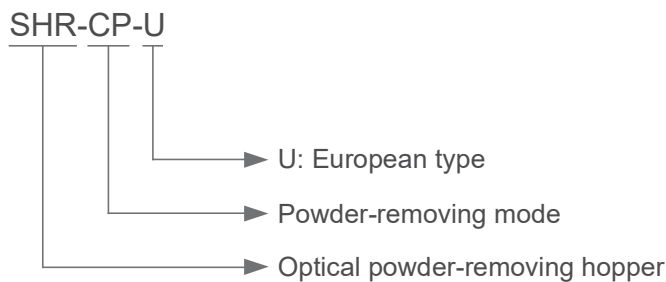 SHR-CP-U
U: European type
Powder-removing mode
Optical powder-removing hopper